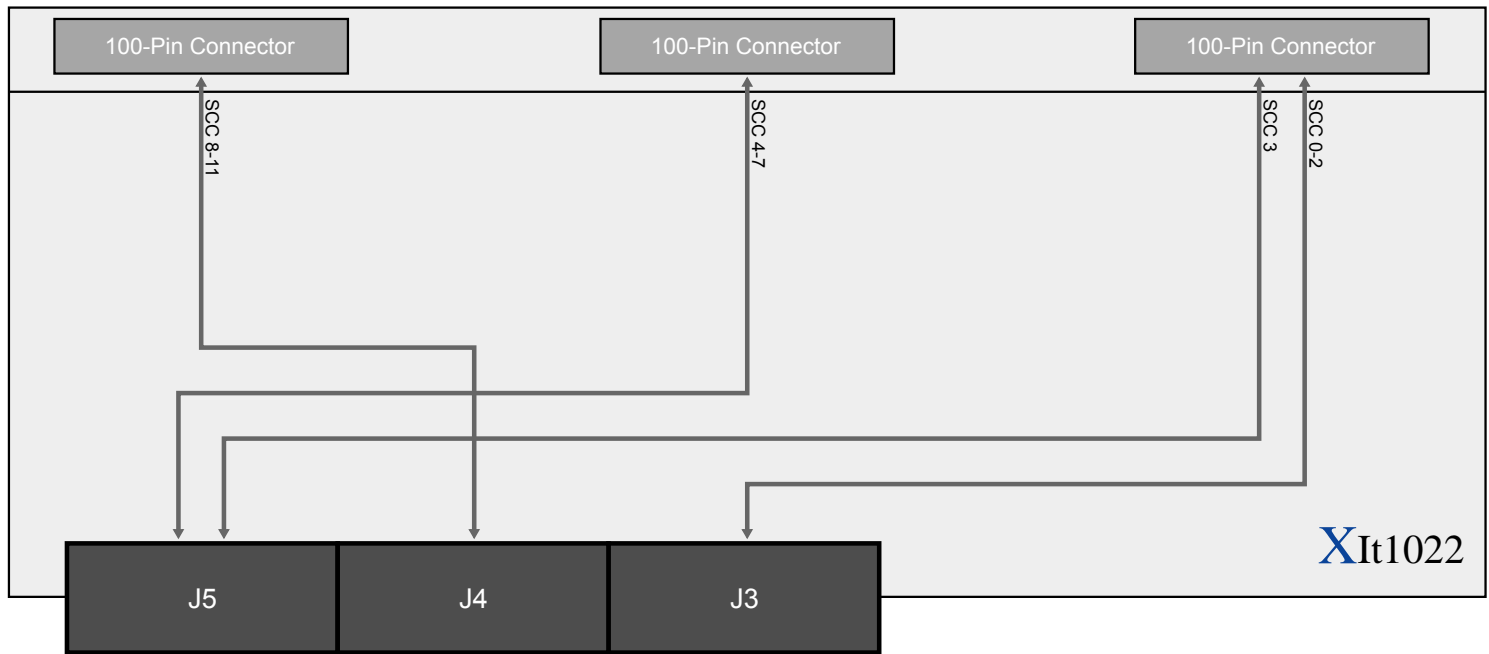 100-Pin Connector
100-Pin Connector
100-Pin Connector
SCC 8-11
SCC 4-7
SCC 3
SCC 0-2
XIt1022
J5
J4
J3